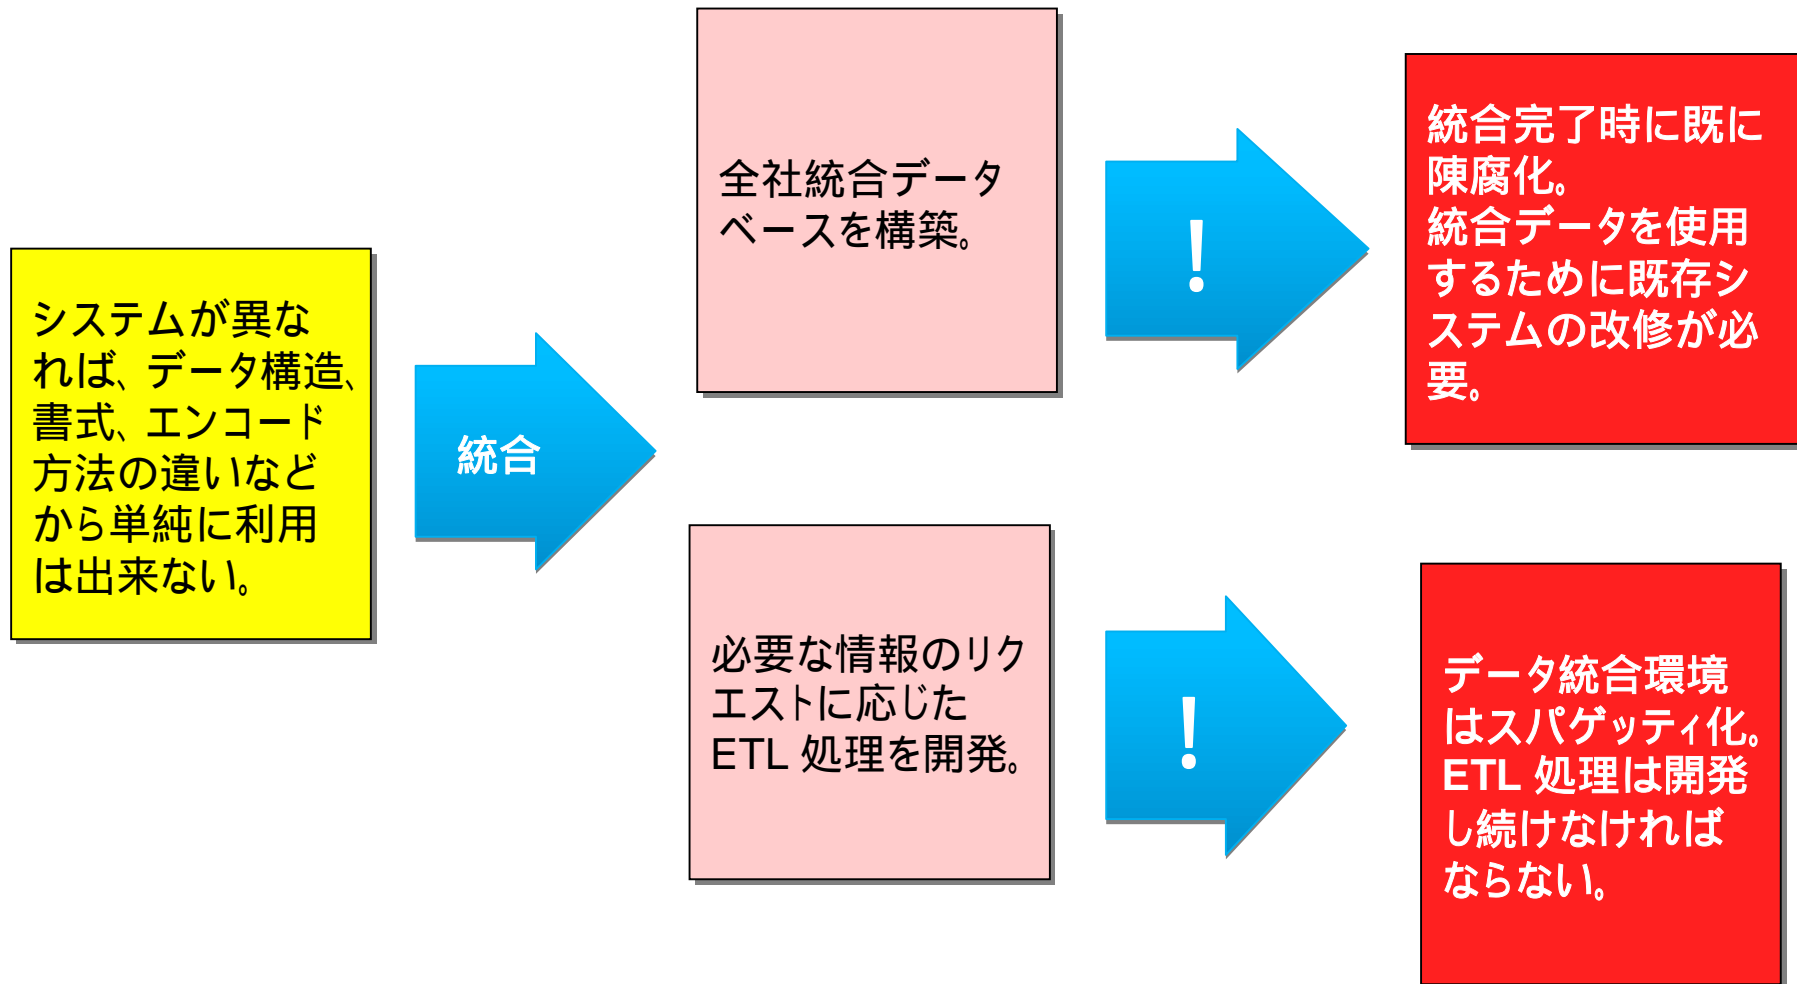 システムが異な
れば、データ構造、
書式、エンコード
方法の違いなど
から単純に利用
は出来ない。
統合
全社統合データ
ベースを構築。
!
統合完了時に既に
陳腐化。
統合データを使用
するために既存シ
ステムの改修が必
要。
必要な情報のリク
エストに応じた
ETL 処理を開発。
!
データ統合環境
はスパゲッティ化。
ETL 処理は開発
し続けなければ
ならない。